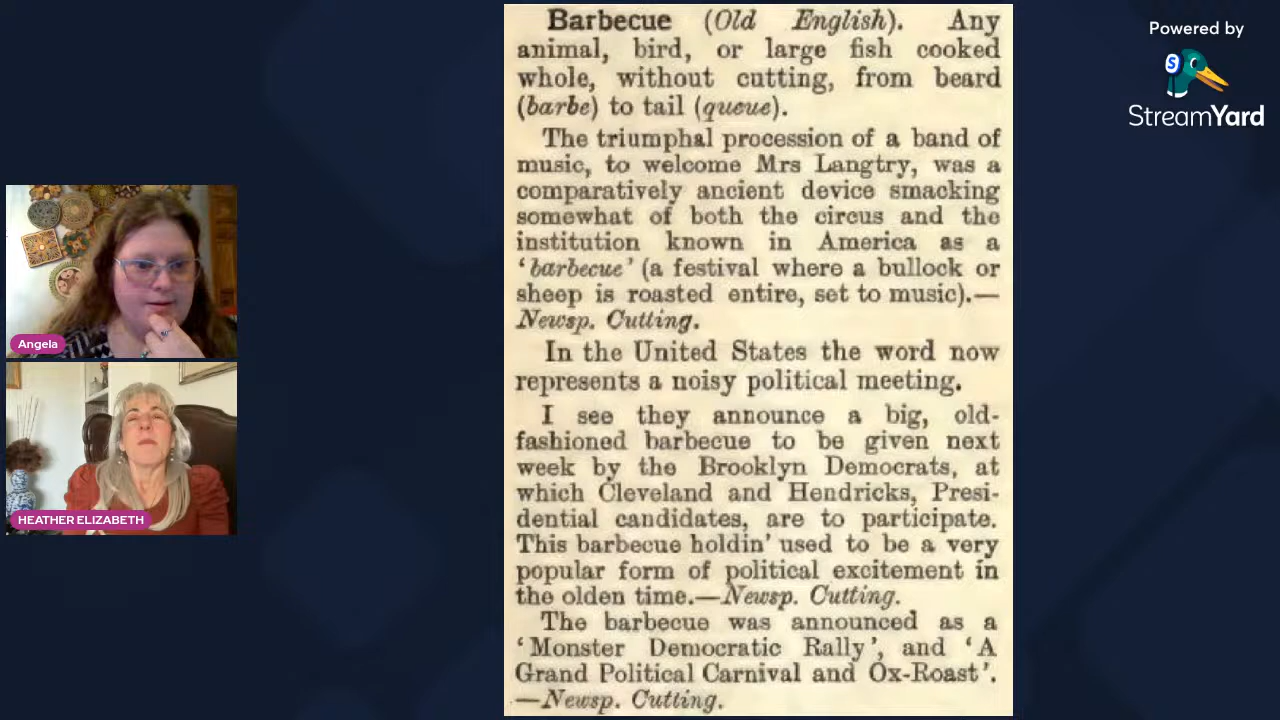 Barbecue (Old English). Any
animal, bird, or large fish cooked
whole, without cutting, from beard
(barbe) to tail (queue).
The triumphal procession of a band of
music, to welcome Mrs Langtry, was a
comparatively ancient device smacking
somewhat of both the circus and the
institution known in America as a
‘barbecue’ (a festival where a bullock or
sheep is roasted entire, set to music).—
Newsp. Cutting.
In the United States the word now
represents a noisy political meeting.
I see they announce a big, old-
fashioned barbecue to be given next
week by the Brooklyn Democrats, at
which Cleveland and Hendricks, Presi-
dential candidates, are to participate.
This barbecue holdin’ used to be a very
popular form of political excitement in
the olden time.—Newsp. Cutting.
The barbecue was announced as a
‘Monster Democratic Rally’, and ‘A
Grand Political Carnival and Ox-Roast’.
—Newsp. Cutting.
Powered by
S
StreamYard
Angela
HEATHER ELIZABETH